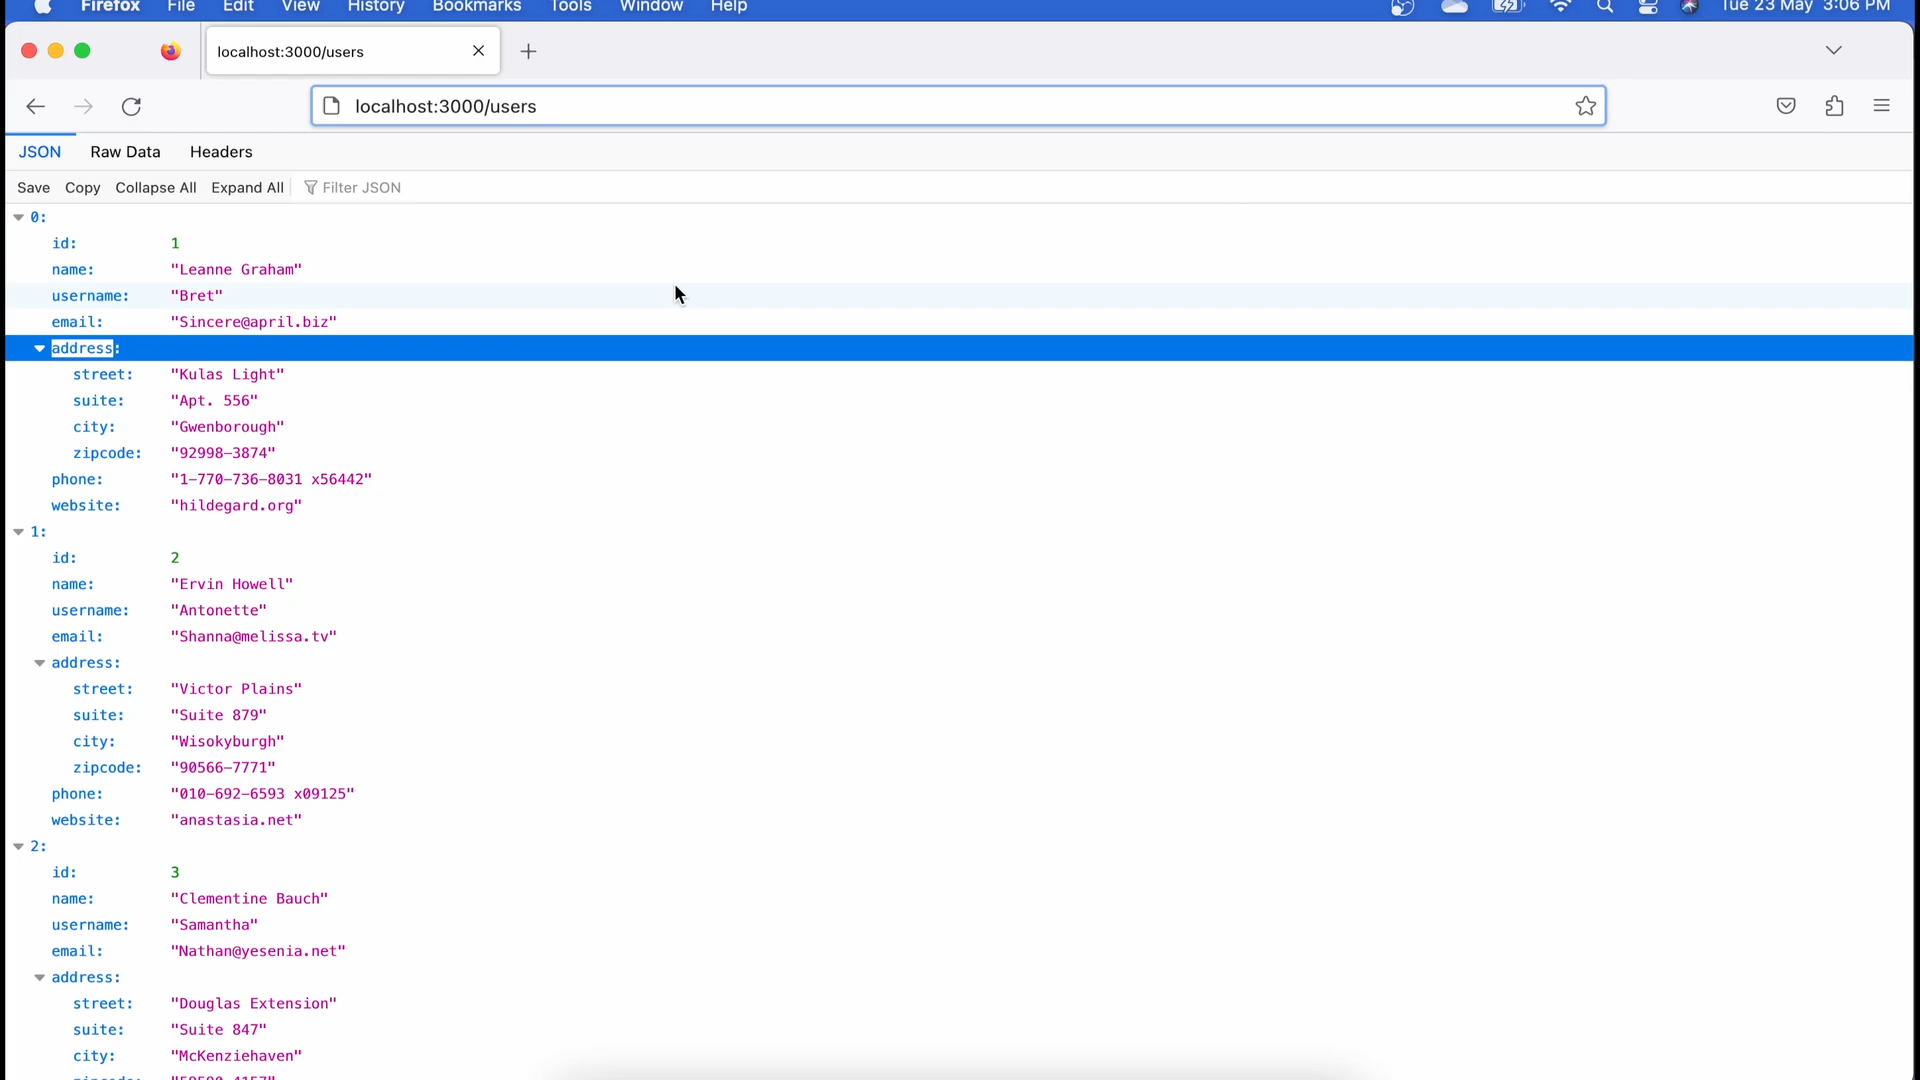 Firefox File Edit View History Bookmarks Tools Window Help Tue 23 May 3:06 PM
localhost:3000/users
localhost:3000/users
JSON Raw Data Headers
Save Copy Collapse All Expand All Filter JSON
0:
id: 1
name: "Leanne Graham"
username: "Bret"
email: "Sincere@april.biz"
address:
street: "Kulas Light"
suite: "Apt. 556"
city: "Gwenborough"
zipcode: "92998-3874"
phone: "1-770-736-8031 x56442"
website: "hildegard.org"
1:
id: 2
name: "Ervin Howell"
username: "Antonette"
email: "Shanna@melissa.tv"
address:
street: "Victor Plains"
suite: "Suite 879"
city: "Wisokyburgh"
zipcode: "90566-7771"
phone: "010-692-6593 x09125"
website: "anastasia.net"
2:
id: 3
name: "Clementine Bauch"
username: "Samantha"
email: "Nathan@yesenia.net"
address:
street: "Douglas Extension"
suite: "Suite 847"
city: "McKenziehaven"